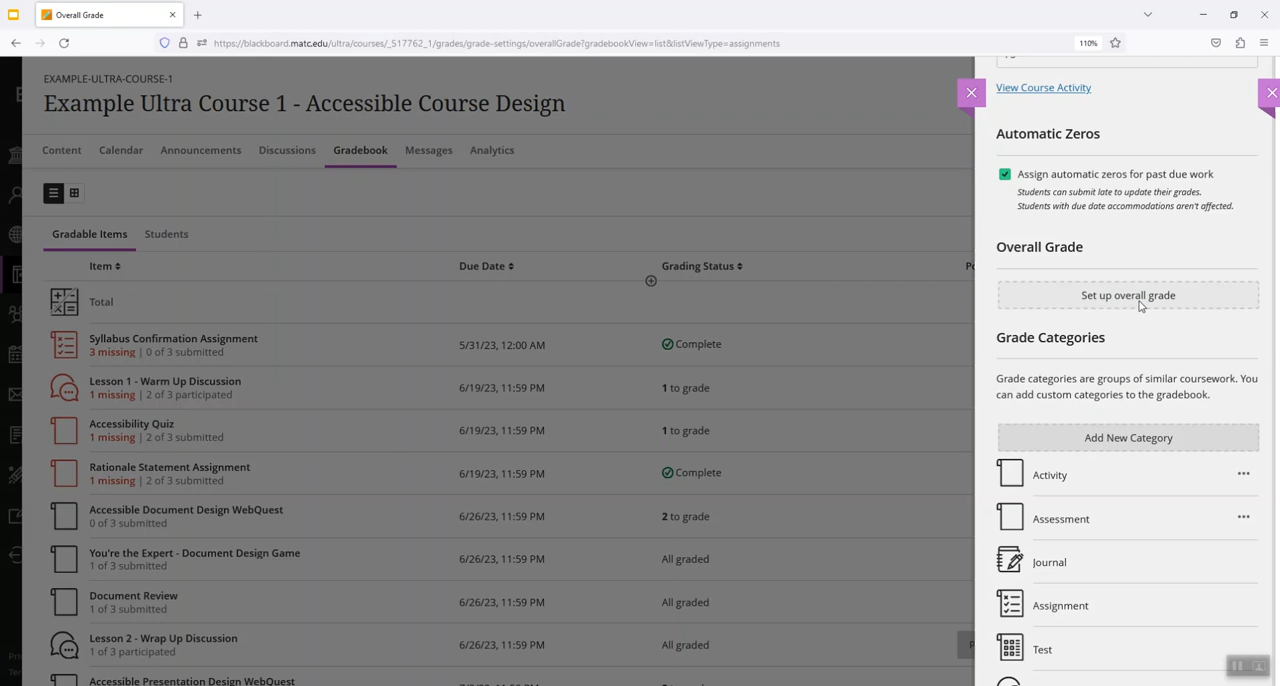 Overall Grade
https://blackboard.matc.edu/ultra/courses/_517762_1/grades/grade-settings/overallGrade?gradebookView=list&listViewType=assignments
110%
EXAMPLE-ULTRA-COURSE-1
Example Ultra Course 1 - Accessible Course Design
Content
Calendar
Announcements
Discussions
Gradebook
Messages
Analytics
Gradable Items
Students
Item
Due Date
Grading Status
Total
Syllabus Confirmation Assignment
3 missing | 0 of 3 submitted
5/31/23, 12:00 AM
Complete
Lesson 1 - Warm Up Discussion
1 missing | 2 of 3 participated
6/19/23, 11:59 PM
1 to grade
Accessibility Quiz
1 missing | 2 of 3 submitted
6/19/23, 11:59 PM
1 to grade
Rationale Statement Assignment
1 missing | 2 of 3 submitted
6/19/23, 11:59 PM
Complete
Accessible Document Design WebQuest
0 of 3 submitted
6/26/23, 11:59 PM
2 to grade
You're the Expert - Document Design Game
1 of 3 submitted
6/26/23, 11:59 PM
All graded
Document Review
1 of 3 submitted
6/26/23, 11:59 PM
All graded
Lesson 2 - Wrap Up Discussion
1 of 3 participated
6/26/23, 11:59 PM
All graded
Accessible Presentation Design WebQuest
View Course Activity
Automatic Zeros
Assign automatic zeros for past due work
Students can submit late to update their grades.
Students with due date accommodations aren't affected.
Overall Grade
Set up overall grade
Grade Categories
Grade categories are groups of similar coursework. You
can add custom categories to the gradebook.
Add New Category
Activity
Assessment
Journal
Assignment
Test